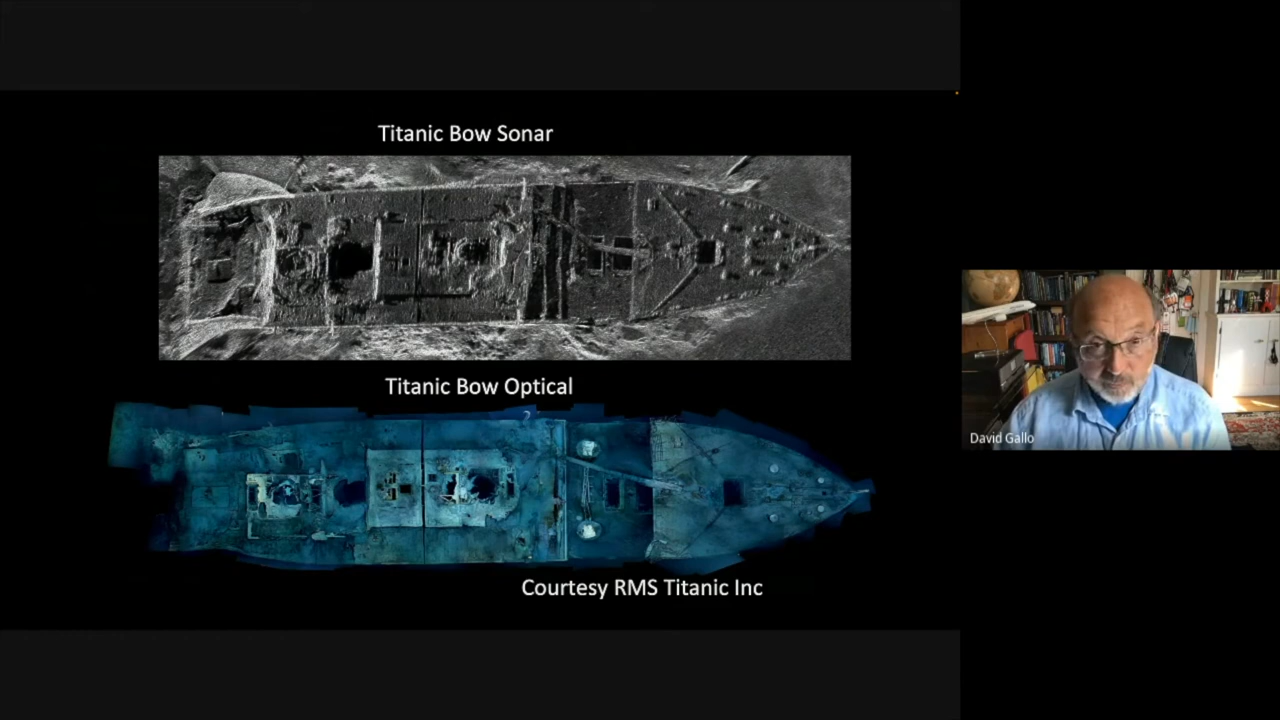 Titanic Bow Sonar
Titanic Bow Optical
Courtesy RMS Titanic Inc
David Gallo